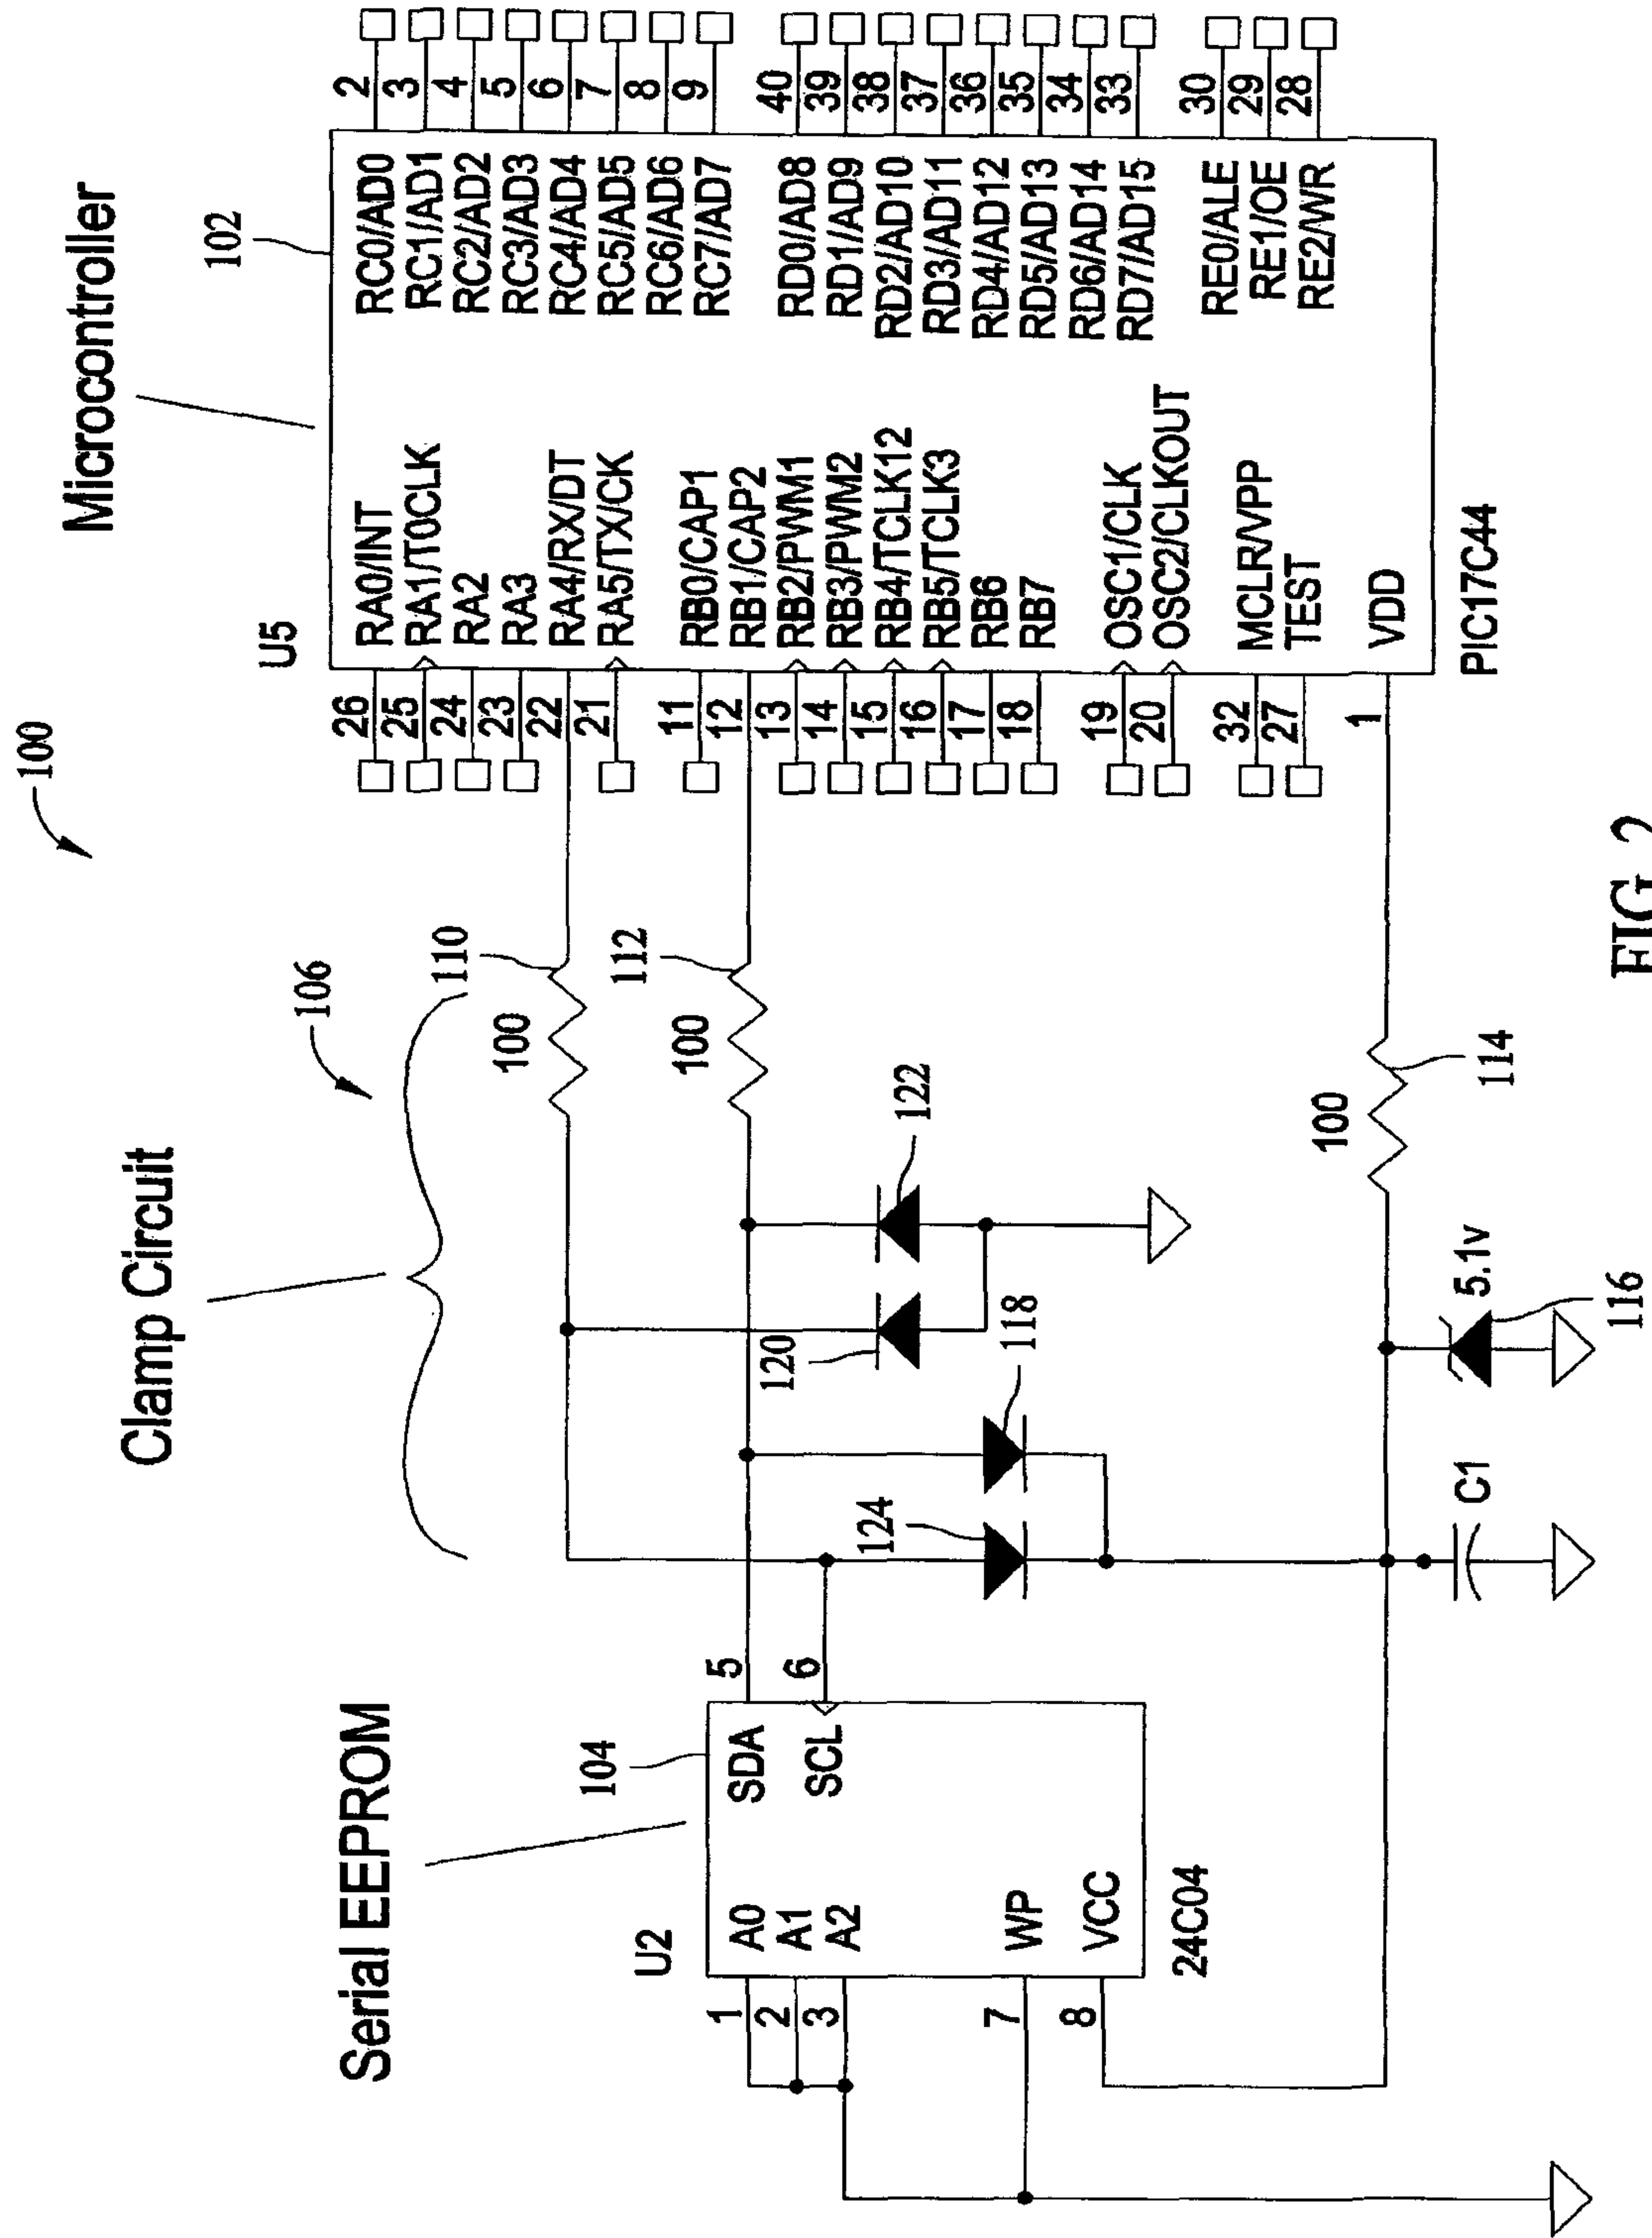 100
Microcontroller
102
Clamp Circuit
106
Serial EEPROM
104
U5
26 RA0/INT
25 RA1/T0CLK
24 RA2
23 RA3
22 RA4/RX/DT
21 RA5/TX/CK
11 RB0/CAP1
12 RB1/CAP2
13 RB2/PWM1
14 RB3/PWM2
15 RB4/TCLK12
16 RB5/TCLK3
17 RB6
18 RB7
19 OSC1/CLK
20 OSC2/CLKOUT
32 MCLR/VPP
27 TEST
1 VDD
RC0/AD0 2
RC1/AD1 3
RC2/AD2 4
RC3/AD3 5
RC4/AD4 6
RC5/AD5 7
RC6/AD6 8
RC7/AD7 9
RD0/AD8 40
RD1/AD9 39
RD2/AD10 38
RD3/AD11 37
RD4/AD12 36
RD5/AD13 35
RD6/AD14 34
RD7/AD15 33
RE0/ALE 30
RE1/OE 29
RE2/WR 28
PIC17C44
110
100
112
100
122
120
118
124
100
114
5.1v
116
C1
U2
1 A0
2 A1
3 A2
7 WP
8 VCC
SDA 5
SCL 6
24C04
FIG. 2